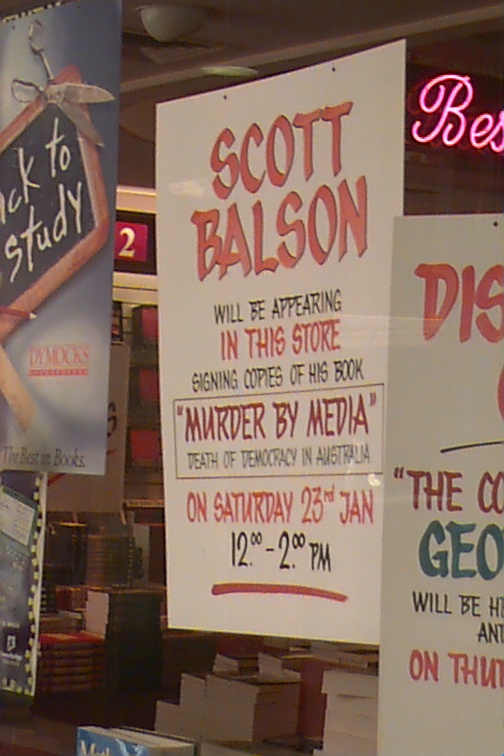 ck to
study
DYMOCKS
The Best in Books.
2
SCOTT
BALSON
WILL BE APPEARING
IN THIS STORE
SIGNING COPIES OF HIS BOOK
"MURDER BY MEDIA"
DEATH OF DEMOCRACY IN AUSTRALIA
ON SATURDAY 23rd JAN
12.00 - 2.00 PM
Bes
DIS
"THE CO
GEO
WILL BE H
ANT
ON THU